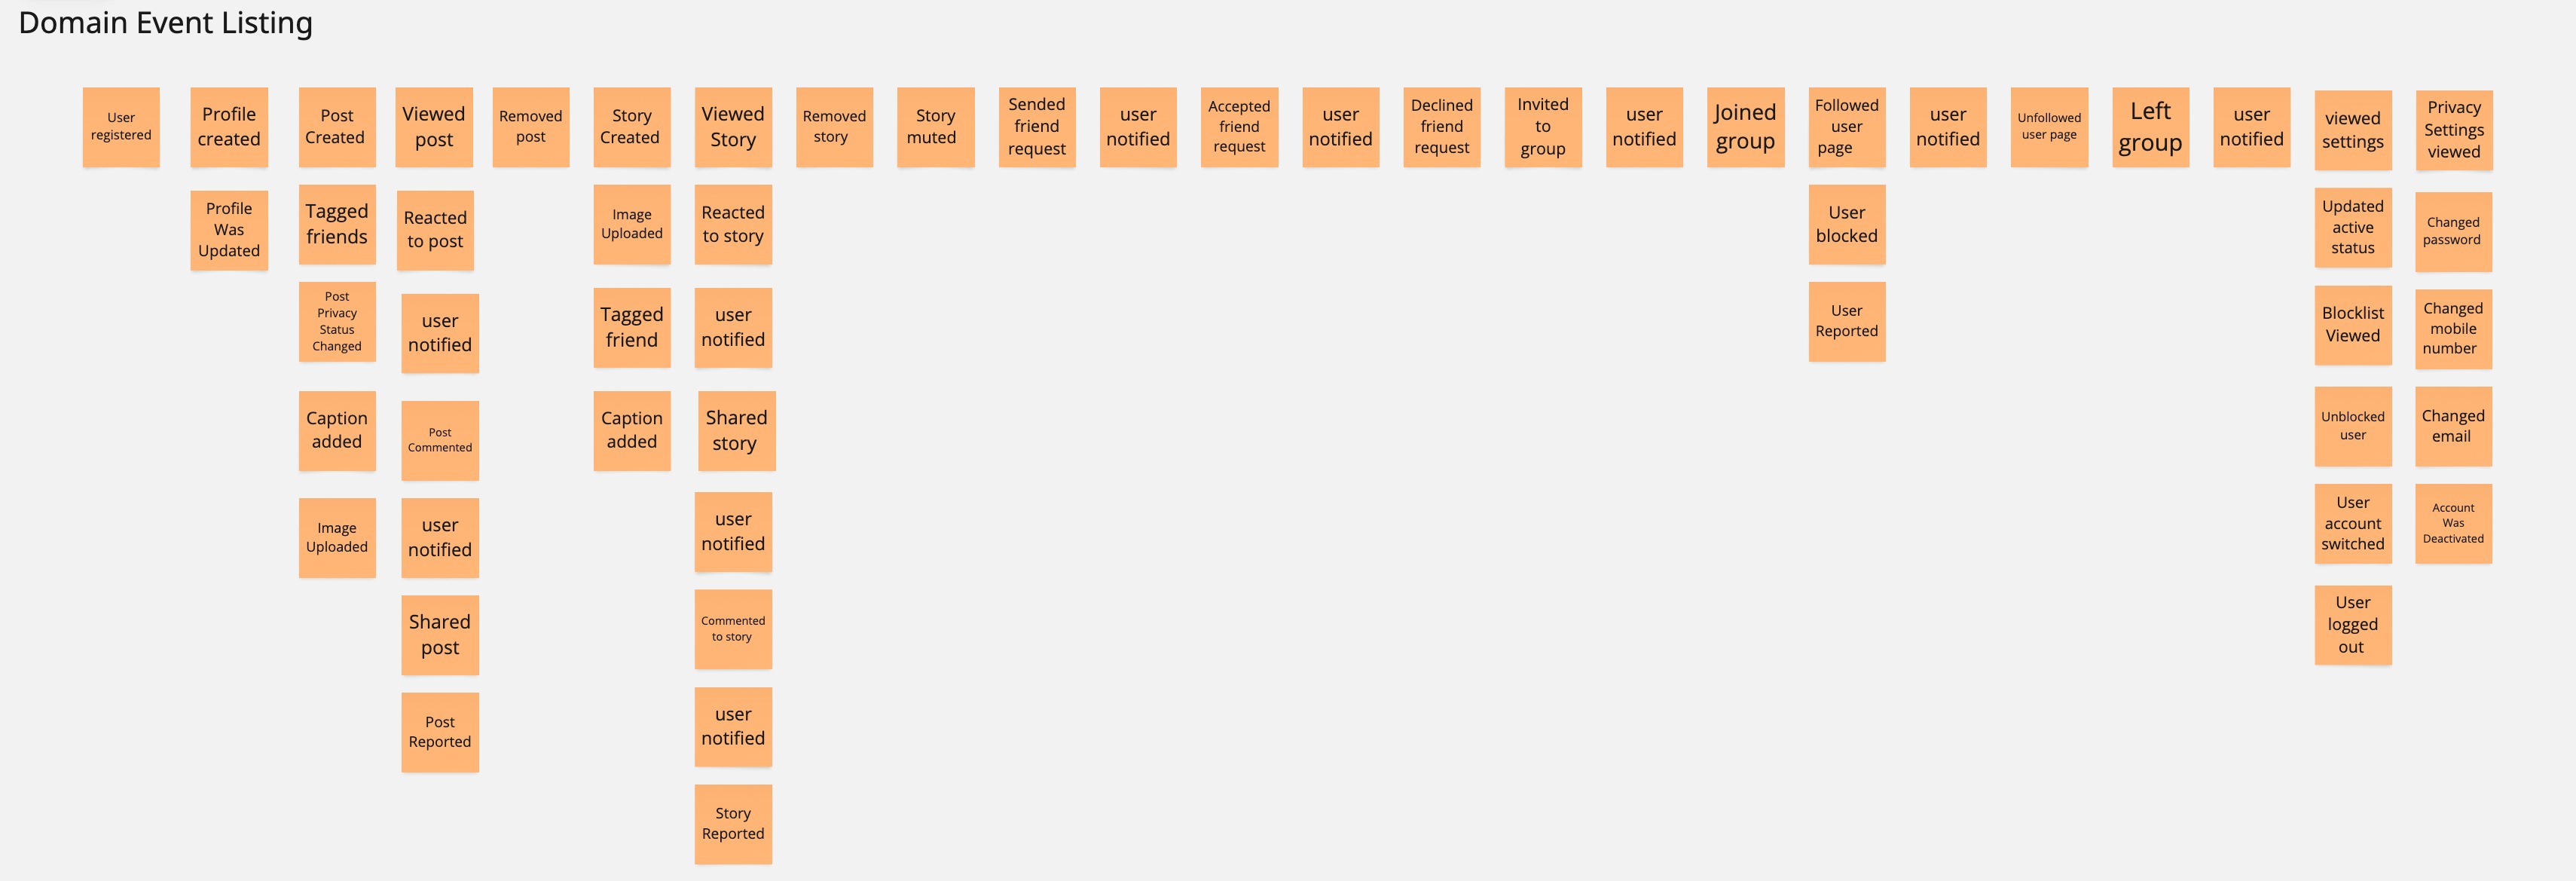 Domain Event Listing
User
registered
Profile
created
Profile
Was
Updated
Post
Created
Tagged
friends
Post
Privacy
Status
Changed
Caption
added
Image
Uploaded
Viewed
post
Reacted
to post
user
notified
Post
Commented
user
notified
Shared
post
Post
Reported
Removed
post
Story
Created
Image
Uploaded
Tagged
friend
Caption
added
Viewed
Story
Reacted
to story
user
notified
Shared
story
user
notified
Commented
to story
user
notified
Story
Reported
Removed
story
Story
muted
Sended
friend
request
user
notified
Accepted
friend
request
user
notified
Declined
friend
request
Invited
to
group
user
notified
Joined
group
Followed
user
page
User
blocked
User
Reported
user
notified
Unfollowed
user page
Left
group
user
notified
viewed
settings
Updated
active
status
Blocklist
Viewed
Unblocked
user
User
account
switched
User
logged
out
Privacy
Settings
viewed
Changed
password
Changed
mobile
number
Changed
email
Account
Was
Deactivated